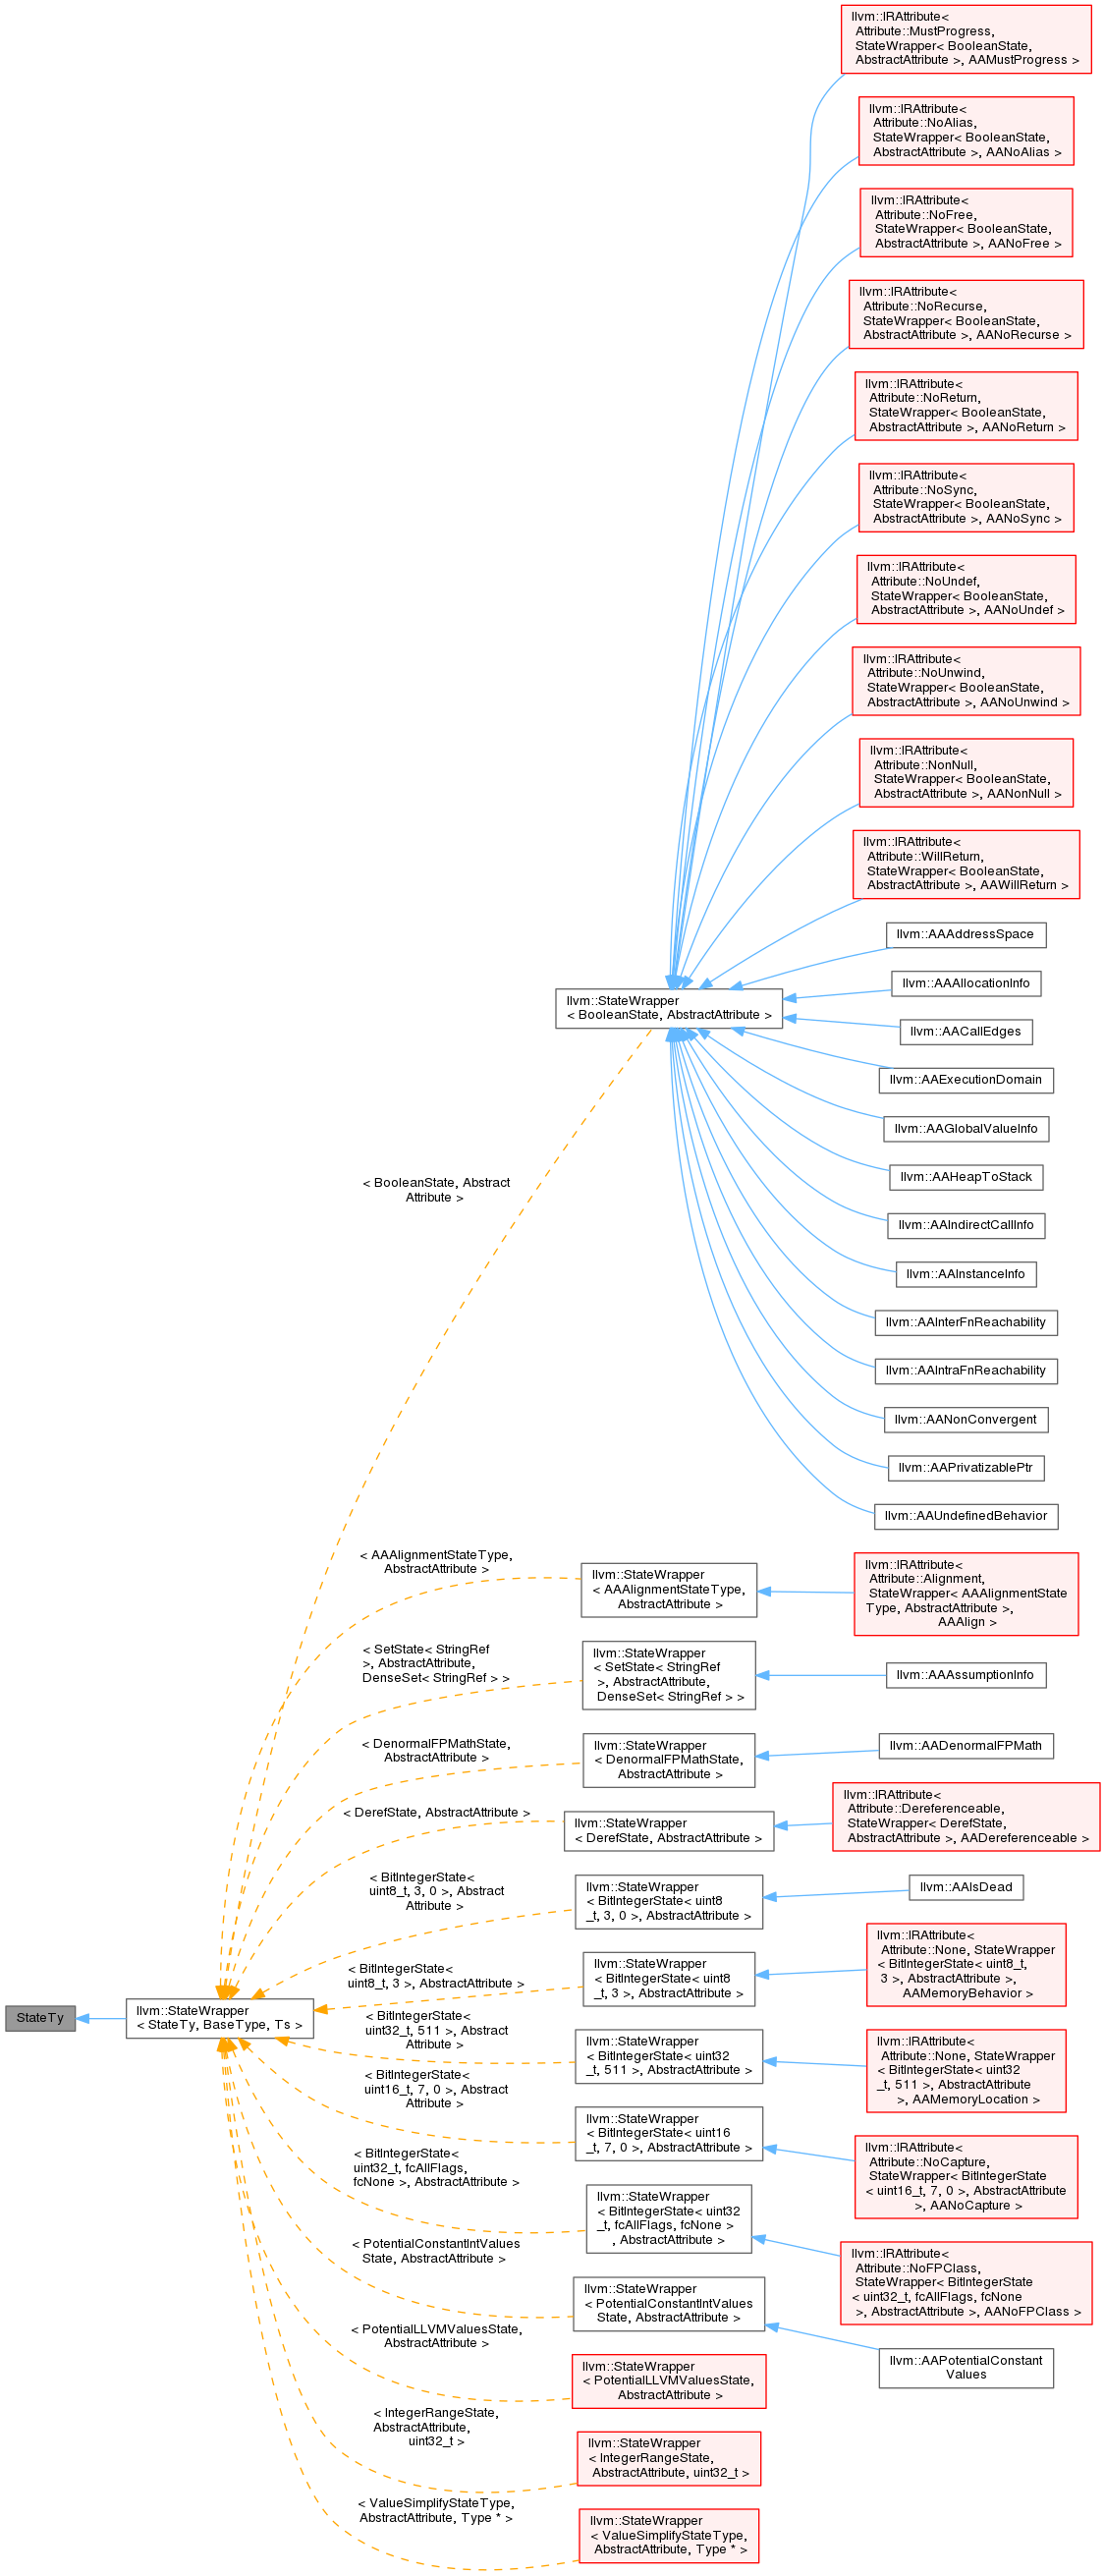 llvm::IRAttribute<
Attribute::MustProgress,
StateWrapper< BooleanState,
AbstractAttribute >, AAMustProgress >
llvm::IRAttribute<
Attribute::NoAlias,
StateWrapper< BooleanState,
AbstractAttribute >, AANoAlias >
llvm::IRAttribute<
Attribute::NoFree,
StateWrapper< BooleanState,
AbstractAttribute >, AANoFree >
llvm::IRAttribute<
Attribute::NoRecurse,
StateWrapper< BooleanState,
AbstractAttribute >, AANoRecurse >
llvm::IRAttribute<
Attribute::NoReturn,
StateWrapper< BooleanState,
AbstractAttribute >, AANoReturn >
llvm::IRAttribute<
Attribute::NoSync,
StateWrapper< BooleanState,
AbstractAttribute >, AANoSync >
llvm::IRAttribute<
Attribute::NoUndef,
StateWrapper< BooleanState,
AbstractAttribute >, AANoUndef >
llvm::IRAttribute<
Attribute::NoUnwind,
StateWrapper< BooleanState,
AbstractAttribute >, AANoUnwind >
llvm::IRAttribute<
Attribute::NonNull,
StateWrapper< BooleanState,
AbstractAttribute >, AANonNull >
llvm::IRAttribute<
Attribute::WillReturn,
StateWrapper< BooleanState,
AbstractAttribute >, AAWillReturn >
llvm::AAAddressSpace
llvm::AAAllocationInfo
llvm::StateWrapper
< BooleanState, AbstractAttribute >
llvm::AACallEdges
llvm::AAExecutionDomain
llvm::AAGlobalValueInfo
llvm::AAHeapToStack
< BooleanState, Abstract
Attribute >
llvm::AAIndirectCallInfo
llvm::AAInstanceInfo
llvm::AAInterFnReachability
llvm::AAIntraFnReachability
llvm::AANonConvergent
llvm::AAPrivatizablePtr
llvm::AAUndefinedBehavior
< AAAlignmentStateType,
AbstractAttribute >
llvm::StateWrapper
< AAAlignmentStateType,
AbstractAttribute >
llvm::IRAttribute<
Attribute::Alignment,
StateWrapper< AAAlignmentState
Type, AbstractAttribute >,
AAAlign >
< SetState< StringRef
>, AbstractAttribute,
DenseSet< StringRef > >
llvm::StateWrapper
< SetState< StringRef
>, AbstractAttribute,
DenseSet< StringRef > >
llvm::AAAssumptionInfo
< DenormalFPMathState,
AbstractAttribute >
llvm::StateWrapper
< DenormalFPMathState,
AbstractAttribute >
llvm::AADenormalFPMath
< DerefState, AbstractAttribute >
llvm::StateWrapper
< DerefState, AbstractAttribute >
llvm::IRAttribute<
Attribute::Dereferenceable,
StateWrapper< DerefState,
AbstractAttribute >, AADereferenceable >
< BitIntegerState<
uint8_t, 3, 0 >, Abstract
Attribute >
llvm::StateWrapper
< BitIntegerState< uint8
_t, 3, 0 >, AbstractAttribute >
llvm::AAIsDead
< BitIntegerState<
uint8_t, 3 >, AbstractAttribute >
llvm::StateWrapper
< BitIntegerState< uint8
_t, 3 >, AbstractAttribute >
llvm::IRAttribute<
Attribute::None, StateWrapper
< BitIntegerState< uint8_t,
3 >, AbstractAttribute >,
AAMemoryBehavior >
StateTy
llvm::StateWrapper
< StateTy, BaseType, Ts >
< BitIntegerState<
uint32_t, 511 >, Abstract
Attribute >
llvm::StateWrapper
< BitIntegerState< uint32
_t, 511 >, AbstractAttribute >
llvm::IRAttribute<
Attribute::None, StateWrapper
< BitIntegerState< uint32
_t, 511 >, AbstractAttribute
>, AAMemoryLocation >
< BitIntegerState<
uint16_t, 7, 0 >, Abstract
Attribute >
llvm::StateWrapper
< BitIntegerState< uint16
_t, 7, 0 >, AbstractAttribute >
llvm::IRAttribute<
Attribute::NoCapture,
StateWrapper< BitIntegerState
< uint16_t, 7, 0 >, AbstractAttribute
>, AANoCapture >
< BitIntegerState<
uint32_t, fcAllFlags,
fcNone >, AbstractAttribute >
llvm::StateWrapper
< BitIntegerState< uint32
_t, fcAllFlags, fcNone >
, AbstractAttribute >
llvm::IRAttribute<
Attribute::NoFPClass,
StateWrapper< BitIntegerState
< uint32_t, fcAllFlags, fcNone
>, AbstractAttribute >, AANoFPClass >
< PotentialConstantIntValues
State, AbstractAttribute >
llvm::StateWrapper
< PotentialConstantIntValues
State, AbstractAttribute >
llvm::AAPotentialConstant
Values
< PotentialLLVMValuesState,
AbstractAttribute >
llvm::StateWrapper
< PotentialLLVMValuesState,
AbstractAttribute >
< IntegerRangeState,
AbstractAttribute,
uint32_t >
llvm::StateWrapper
< IntegerRangeState,
AbstractAttribute, uint32_t >
< ValueSimplifyStateType,
AbstractAttribute, Type * >
llvm::StateWrapper
< ValueSimplifyStateType,
AbstractAttribute, Type * >